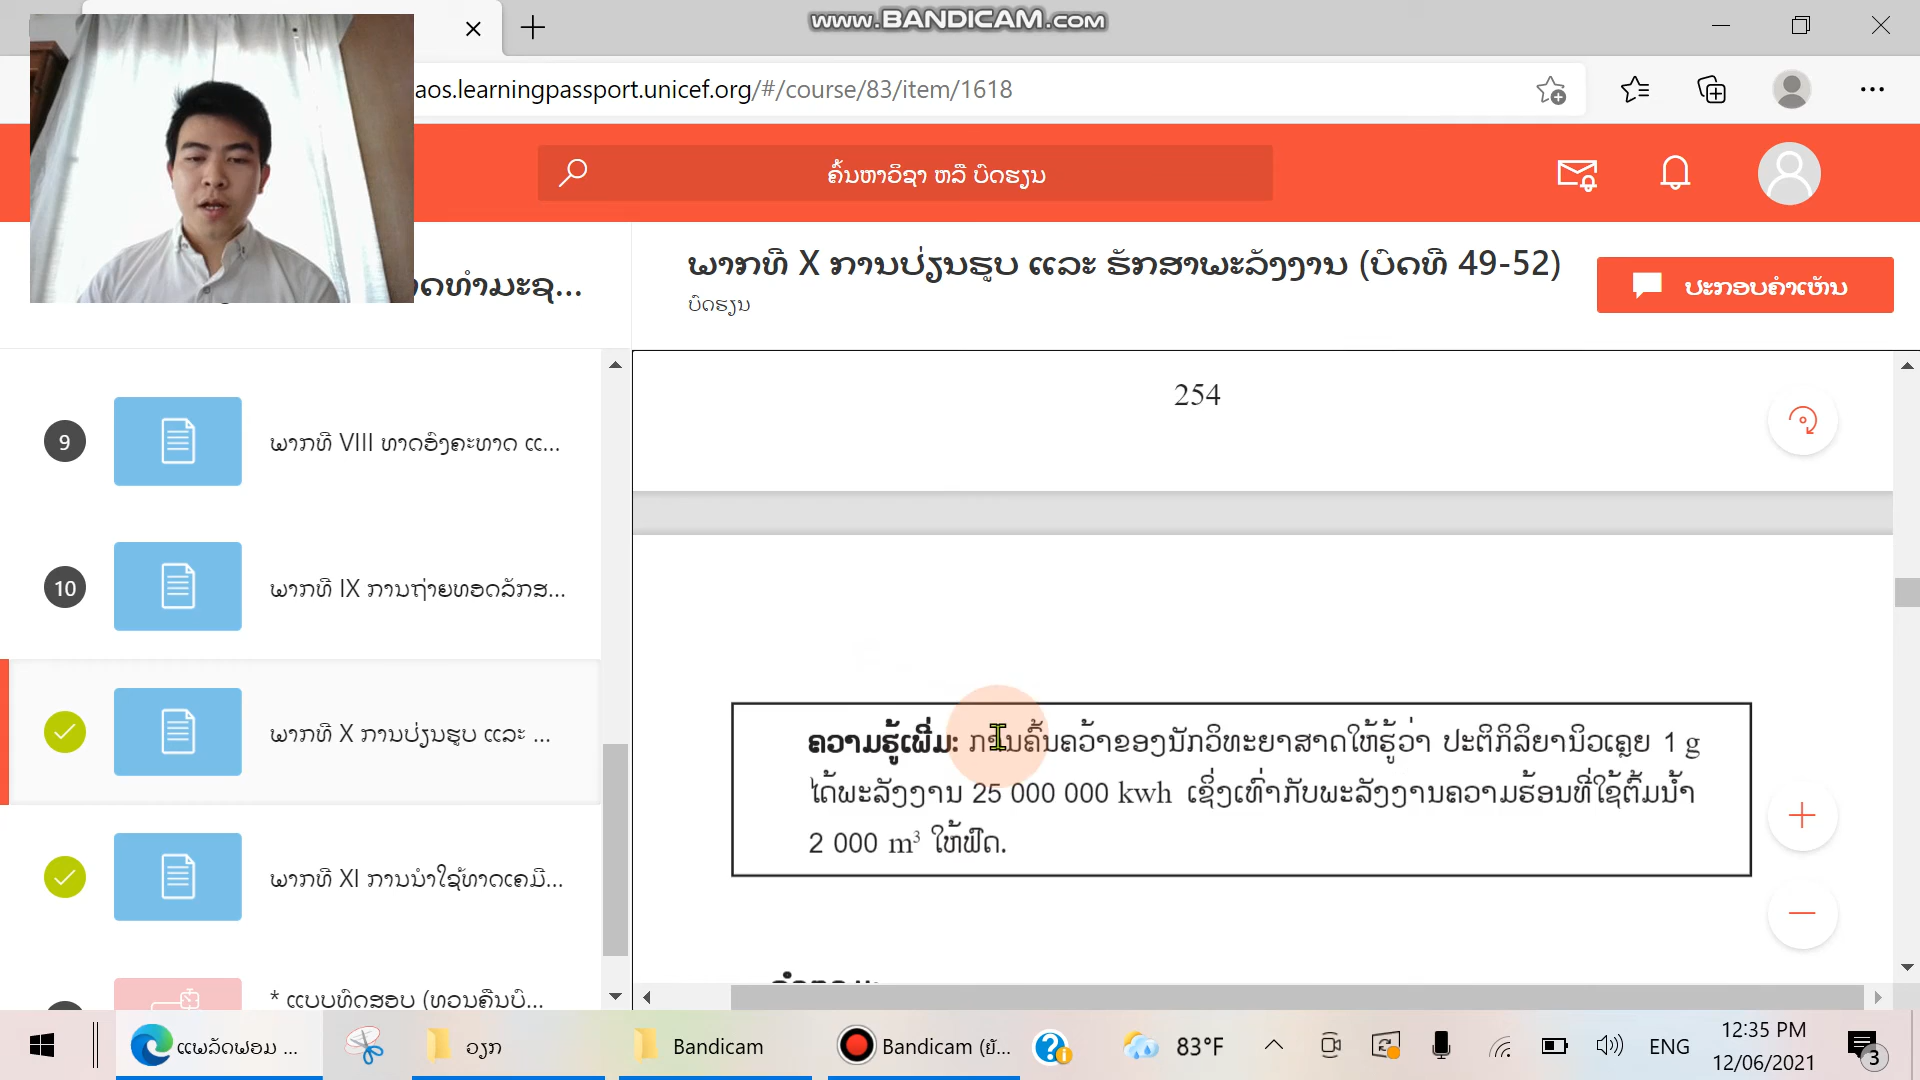 www.BANDICAM.com
aos.learningpassport.unicef.org/#/course/83/item/1618
ຄົ້ນຫາວິຊາ ຫລື ບົດຮຽນ
ດທຳມະຊ...
ພາກທີ X ການປ່ຽນຮູບ ແລະ ຮັກສາພະລັງງານ (ບົດທີ 49-52)
ບົດຮຽນ
ປະກອບຄຳເຫັນ
254
9
ພາກທີ VIII ທາດອົງຄະທາດ ແ...
10
ພາກທີ IX ການຖ່າຍທອດລັກສ...
ພາກທີ X ການປ່ຽນຮູບ ແລະ ...
ພາກທີ XI ການນຳໃຊ້ທາດເຄມີ...
* ແບບທົດສອບ (ທວນຄືນບົ...
ຄວາມຮູ້ເພີ່ມ: ການຄົ້ນຄວ້າຂອງນັກວິທະຍາສາດໃຫ້ຮູ້ວ່າ ປະຕິກິລິຍານິວເຄຼຍ 1 g
ໄດ້ພະລັງງານ 25 000 000 kwh ເຊິ່ງເທົ່າກັບພະລັງງານຄວາມຮ້ອນທີ່ໃຊ້ຕົ້ມນ້ຳ
2 000 m³ ໃຫ້ຟົດ.
ແພລັດຟອມ ...
ວຽກ
Bandicam
Bandicam (ຍັ...
83°F
ENG
12:35 PM
12/06/2021
3